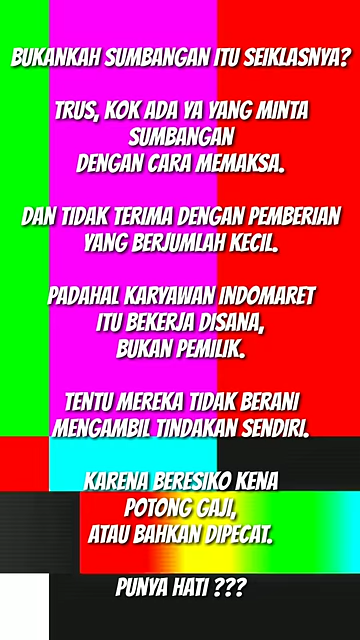 BUKANKAH SUMBANGAN ITU SEIKLASNYA?
TRUS, KOK ADA YA YANG MINTA
SUMBANGAN
DENGAN CARA MEMAKSA.
DAN TIDAK TERIMA DENGAN PEMBERIAN
YANG BERJUMLAH KECIL.
PADAHAL KARYAWAN INDOMARET
ITU BEKERJA DISANA,
BUKAN PEMILIK.
TENTU MEREKA TIDAK BERANI
MENGAMBIL TINDAKAN SENDIRI.
KARENA BERESIKO KENA
POTONG GAJI,
ATAU BAHKAN DIPECAT.
PUNYA HATI ???